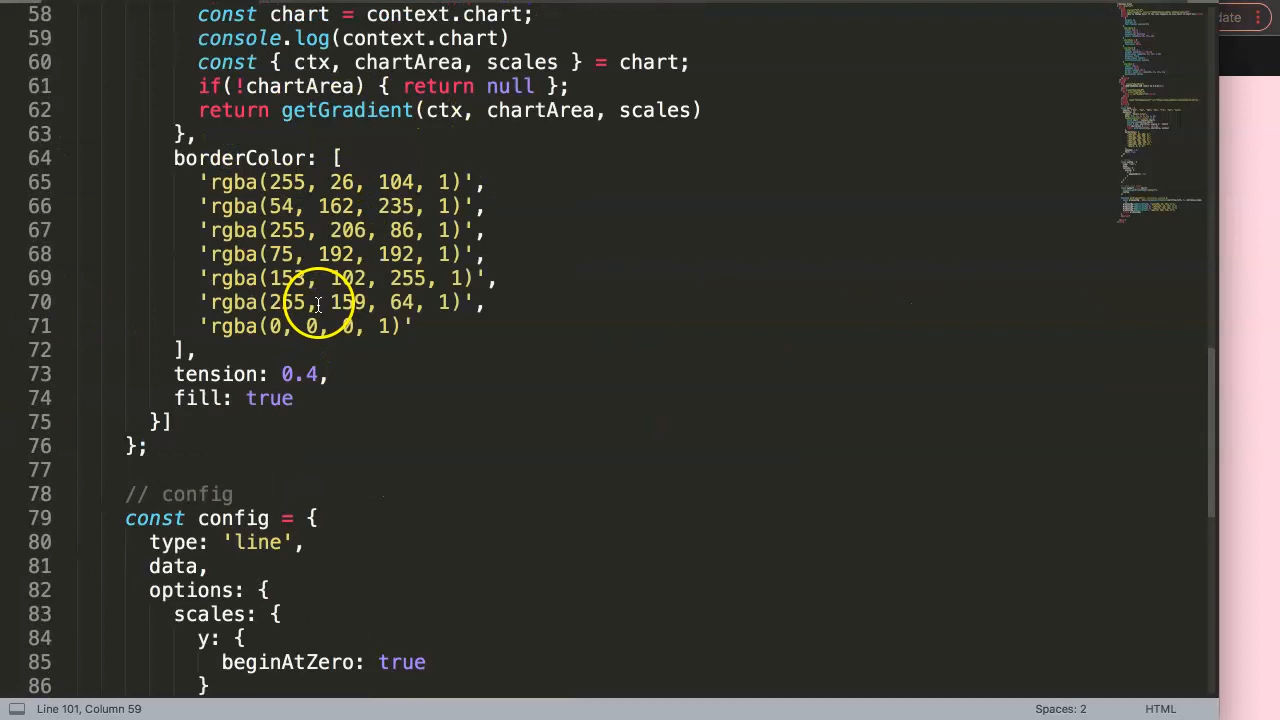 58 const chart = context.chart;
59 console.log(context.chart)
60 const { ctx, chartArea, scales } = chart;
61 if(!chartArea) { return null };
62 return getGradient(ctx, chartArea, scales)
63 },
64 borderColor: [
65 'rgba(255, 26, 104, 1)',
66 'rgba(54, 162, 235, 1)',
67 'rgba(255, 206, 86, 1)',
68 'rgba(75, 192, 192, 1)',
69 'rgba(153, 102, 255, 1)',
70 'rgba(255, 159, 64, 1)',
71 'rgba(0, 0, 0, 1)'
72 ],
73 tension: 0.4,
74 fill: true
75 }]
76 };
77
78 // config
79 const config = {
80 type: 'line',
81 data,
82 options: {
83 scales: {
84 y: {
85 beginAtZero: true
86 }
Line 101, Column 59
Spaces: 2
HTML